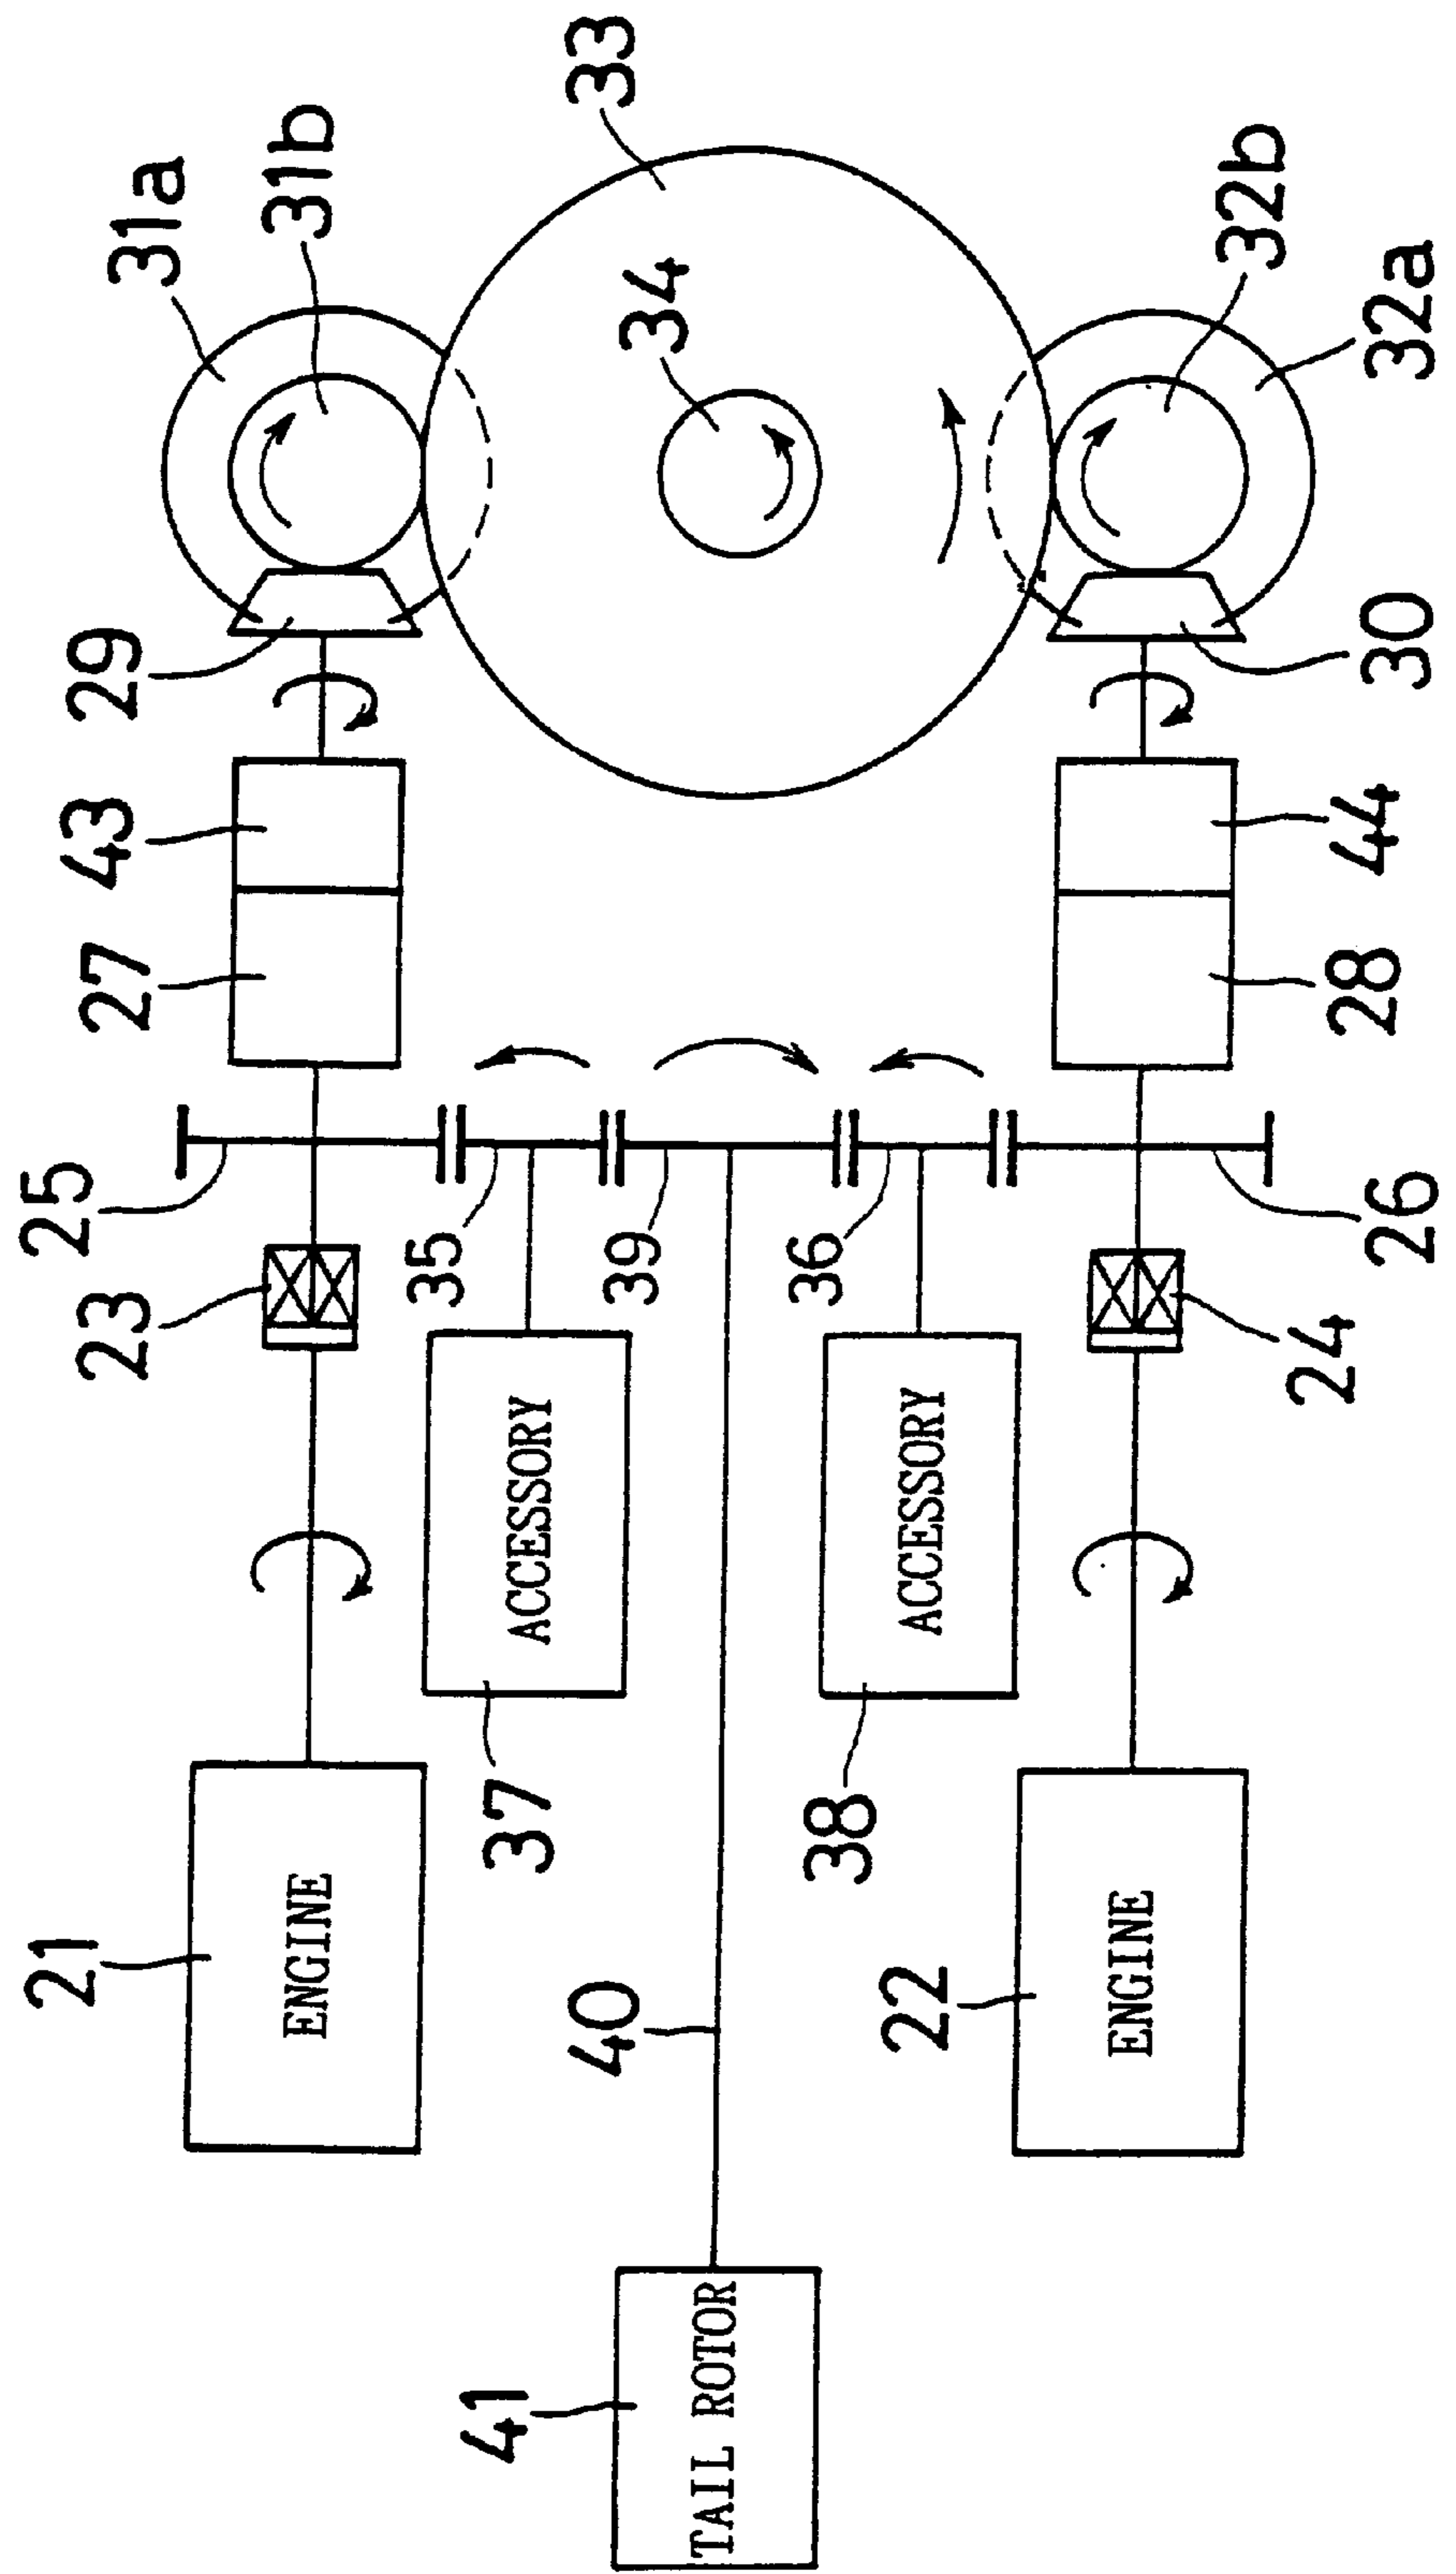 21
25
23
27
43
29
31a
31b
ENGINE
35
41
37
ACCESSORY
40
39
33
34
TAIL ROTOR
38
36
22
ACCESSORY
ENGINE
32b
24
26
28
44
30
32a